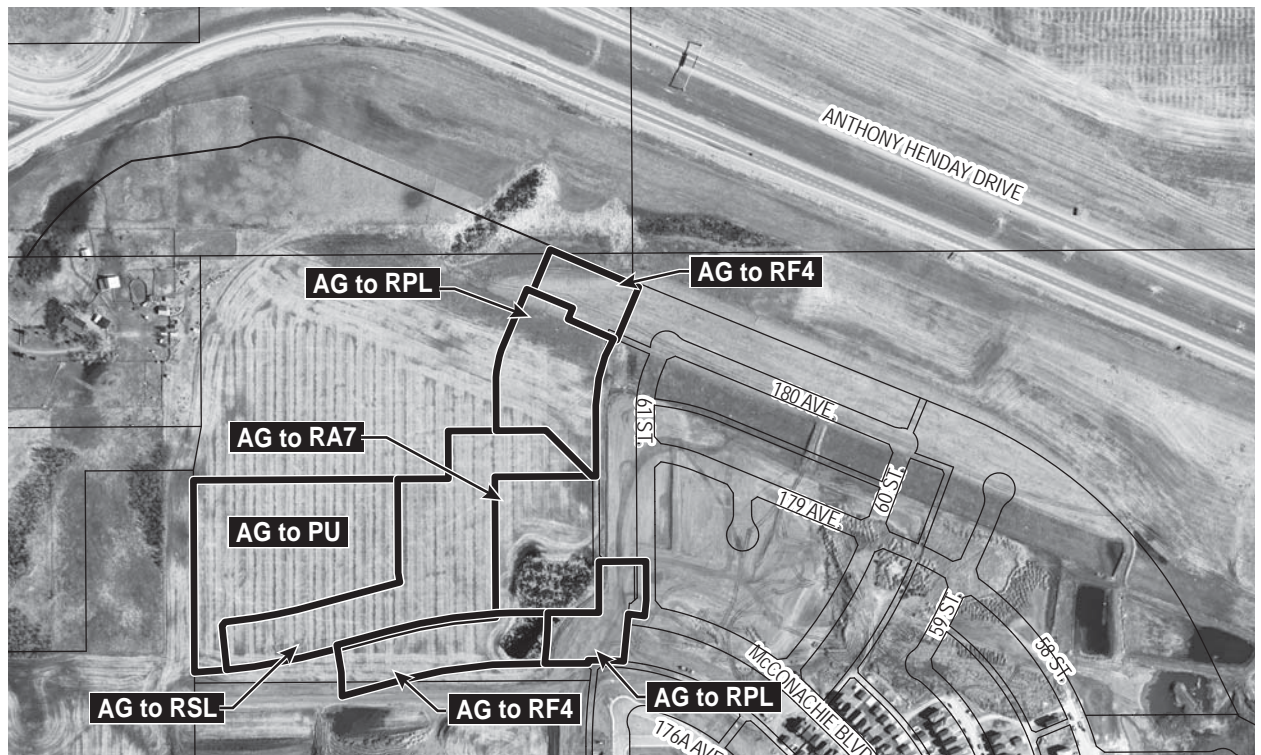 ANTHONY HENDAY DRIVE
AG to RF4
AG to RPL
180 AVE.
61 ST.
AG to RA7
60 ST.
179 AVE.
AG to PU
59 ST.
58 ST.
McCONACHIE BLVD
AG to RSL
AG to RF4
AG to RPL
176A AVE